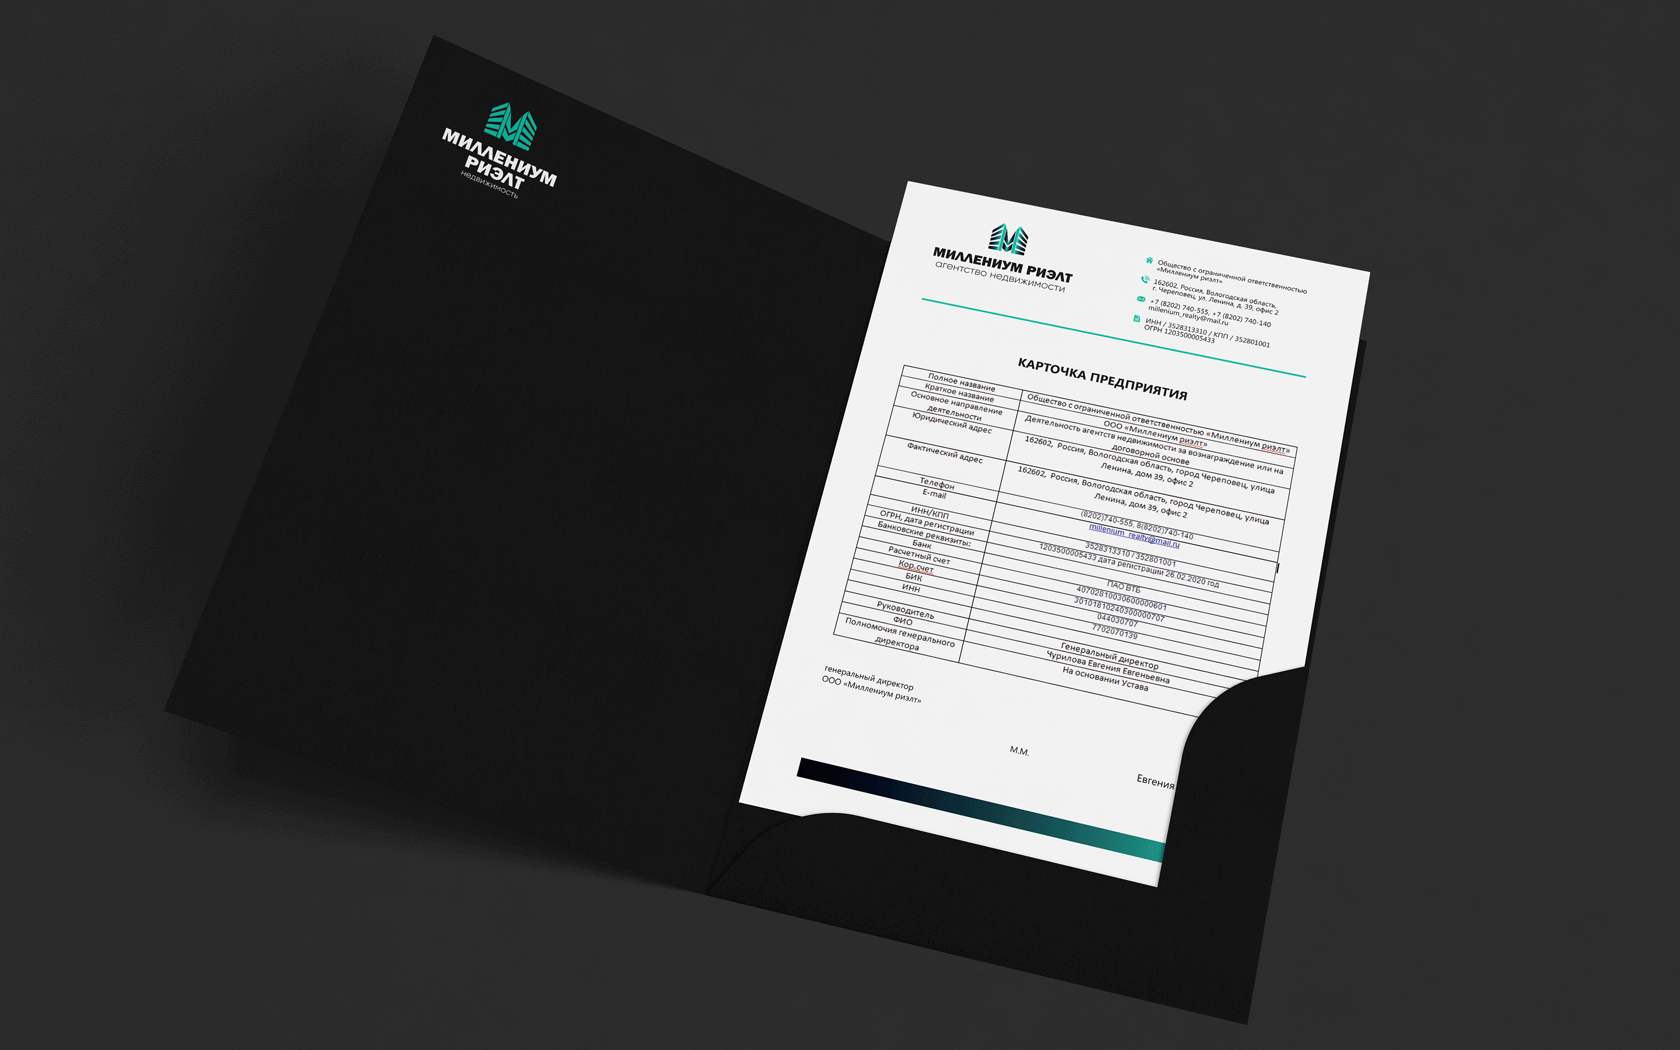 МИЛЛЕНИУМ
РИЭЛТ
недвижимость
МИЛЛЕНИУМ РИЭЛТ
агентство недвижимости
Общество с ограниченной ответственностью
«Миллениум риэлт»
162602, Россия, Вологодская область,
г. Череповец, ул. Ленина, д. 39, офис 2
+7 (8202) 740-555, +7 (8202) 740-140
millenium_realty@mail.ru
ИНН / 3528313310 / КПП / 352801001
ОГРН 1203500005433
КАРТОЧКА ПРЕДПРИЯТИЯ
Полное название
Общество с ограниченной ответственностью «Миллениум риэлт»
Краткое название
ООО «Миллениум риэлт»
Основное направление
деятельности
Деятельность агентств недвижимости за вознаграждение или на
договорной основе
Юридический адрес
162602, Россия, Вологодская область, город Череповец, улица
Ленина, дом 39, офис 2
Фактический адрес
162602, Россия, Вологодская область, город Череповец, улица
Ленина, дом 39, офис 2
Телефон
(8202)740-555, 8(8202)740-140
E-mail
millenium_realty@mail.ru
ИНН/КПП
3528313310 / 352801001
ОГРН, дата регистрации
1203500005433 дата регистрации 26.02.2020 год
Банковские реквизиты:
Банк
ПАО ВТБ
Расчетный счет
40702810030600000601
Кор.счет
30101810240300000707
БИК
044030707
ИНН
7702070139
Руководитель
Генеральный директор
ФИО
Чурилова Евгения Евгеньевна
Полномочия генерального
директора
На основании Устава
генеральный директор
ООО «Миллениум риэлт»
М.М.
Евгения